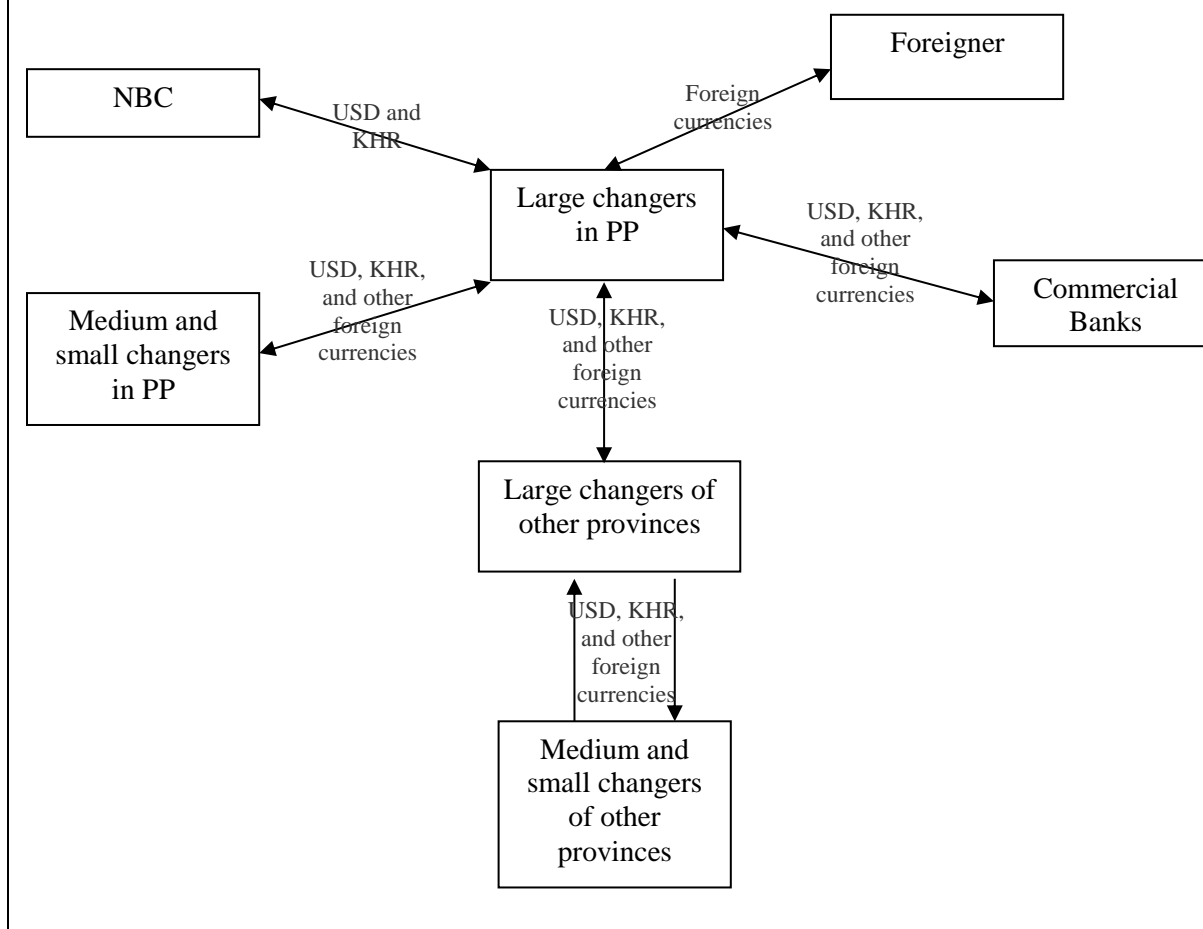 Foreigner
NBC
Foreign
currencies
USD and
KHR
Large changers
in PP
USD, KHR,
and other
foreign
currencies
Commercial
Banks
USD, KHR,
and other
foreign
currencies
Medium and
small changers
in PP
USD, KHR,
and other
foreign
currencies
Large changers of
other provinces
USD, KHR,
and other
foreign
currencies
Medium and
small changers
of other
provinces